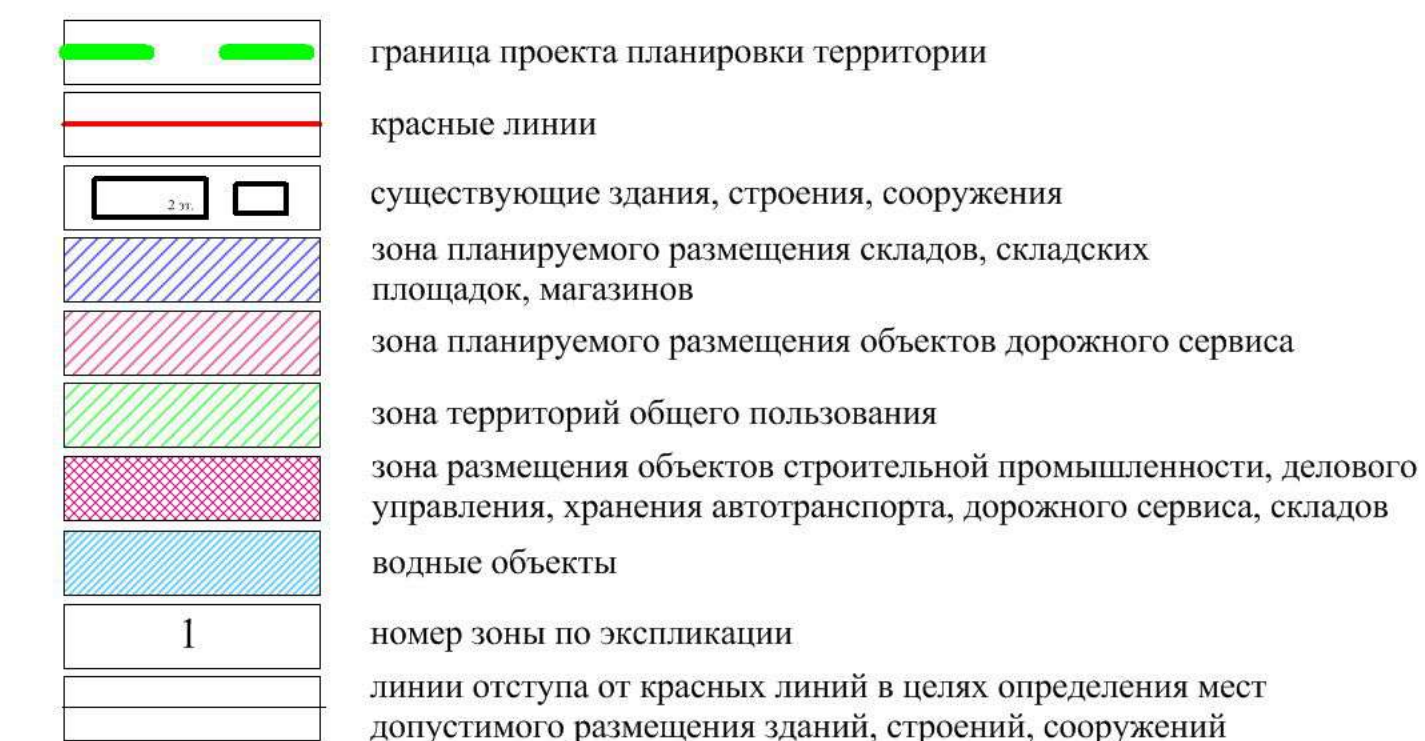 граница проекта планировки территории
красные линии
2 эт.
существующие здания, строения, сооружения
зона планируемого размещения складов, складских
площадок, магазинов
зона планируемого размещения объектов дорожного сервиса
зона территорий общего пользования
зона размещения объектов строительной промышленности, делового
управления, хранения автотранспорта, дорожного сервиса, складов
водные объекты
1
номер зоны по экспликации
линии отступа от красных линий в целях определения мест
допустимого размещения зданий, строений, сооружений